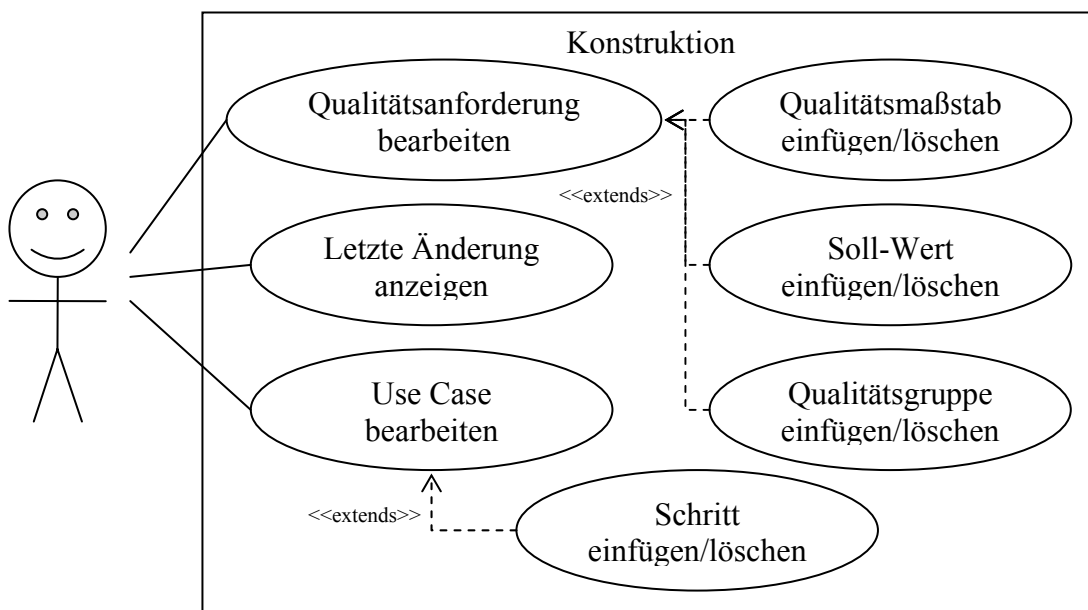 Konstruktion
Qualitätsanforderung
bearbeiten
Qualitätsmaßstab
einfügen/löschen
<<extends>>
Letzte Änderung
anzeigen
Soll-Wert
einfügen/löschen
Use Case
bearbeiten
Qualitätsgruppe
einfügen/löschen
<<extends>>
Schritt
einfügen/löschen